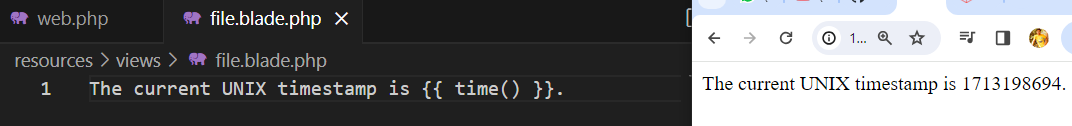 web.php
file.blade.php
resources > views > file.blade.php
1 The current UNIX timestamp is {{ time() }}.
1...
The current UNIX timestamp is 1713198694.